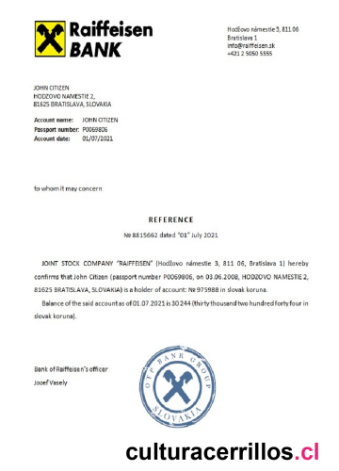 Raiffeisen
BANK
Hodžovo námestie 3, 811 06
Bratislava 1
info@raiffeisen.sk
+421 2 5050 5555
JOHN CITIZEN
HODZOVO NAMESTIE 2,
81625 BRATISLAVA, SLOVAKIA
Account name: JOHN CITIZEN
Passport number: P0069806
Account date: 01/07/2021
to whom it may concern
REFERENCE
№ 8815662 dated "01" July 2021
JOINT STOCK COMPANY "RAIFFEISEN" (Hodžovo námestie 3, 811 06, Bratislava 1) hereby
confirms that John Citizen (passport number P0069806, on 03.06.2008, HODZOVO NAMESTIE 2,
81625 BRATISLAVA, SLOVAKIA) is a holder of account: № 975988 in slovak koruna.
Balance of the said account as of 01.07.2021 is 30 244 (thirty thousand two hundred forty four in
slovak koruna).
Bank of Raiffeisen's officer
Jozef Vasely
OTP BANK GROUP
SLOVAKIA
culturacerrillos.cl